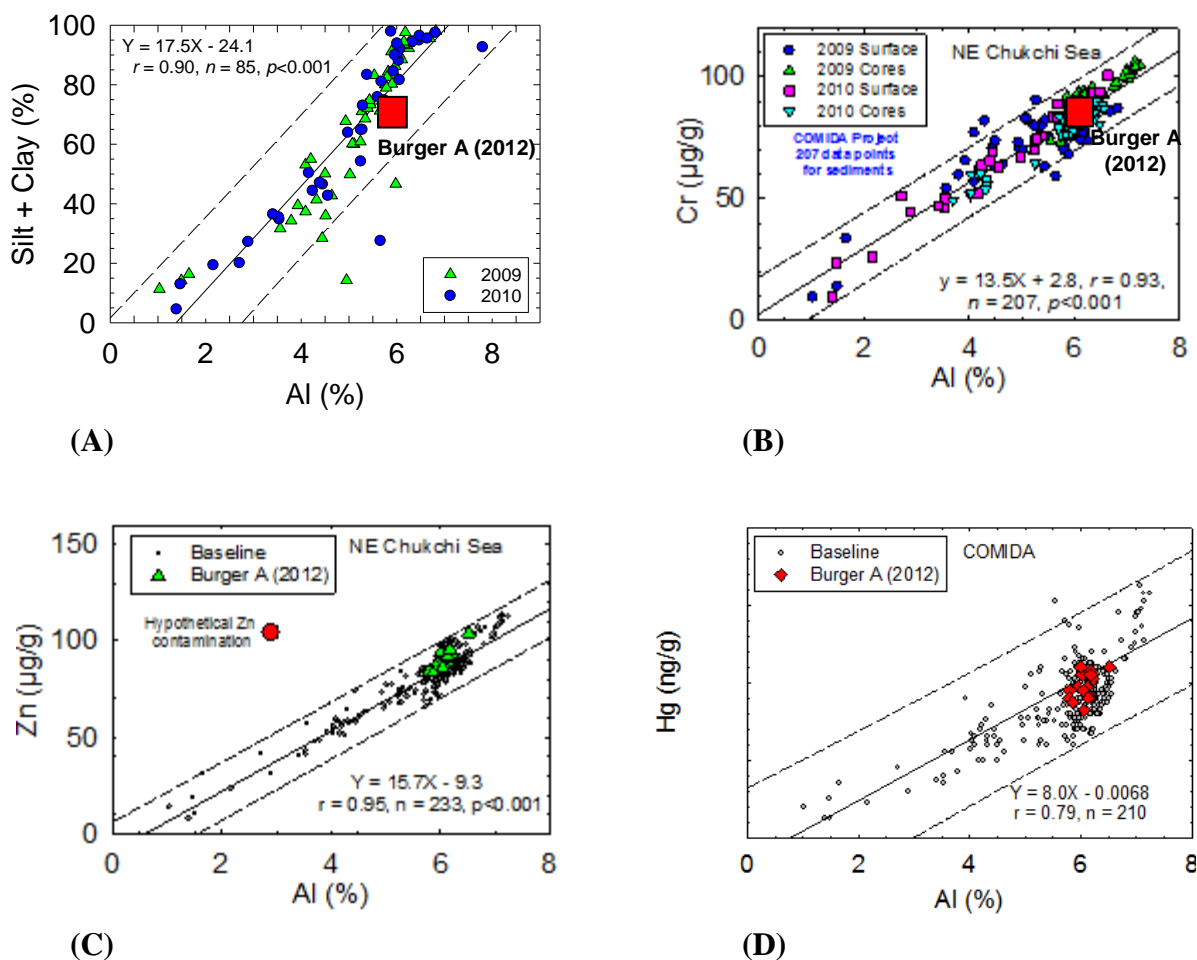 Y = 17.5X - 24.1
r = 0.90, n = 85, p<0.001
Burger A (2012)
2009
2010
100
80
60
40
20
0
0 2 4 6 8
Silt + Clay (%)
Al (%)
(A)
2009 Surface
2009 Cores
2010 Surface
2010 Cores
NE Chukchi Sea
COMIDA Project
207 data points
for sediments
Burger A
(2012)
y = 13.5X + 2.8, r = 0.93,
n = 207, p<0.001
100
50
0
0 2 4 6 8
Cr (µg/g)
Al (%)
(B)
Baseline
Burger A (2012)
NE Chukchi Sea
Hypothetical Zn
contamination
Y = 15.7X - 9.3
r = 0.95, n = 233, p<0.001
150
100
50
0
0 2 4 6 8
Zn (µg/g)
Al (%)
(C)
Baseline
Burger A (2012)
COMIDA
Y = 8.0X - 0.0068
r = 0.79, n = 210
0 2 4 6 8
Hg (ng/g)
Al (%)
(D)